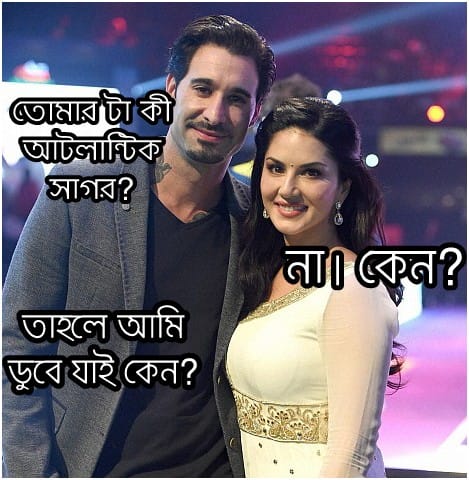 তোমার টা কী
আটলান্টিক
সাগর?
না। কেন?
তাহলে আমি
ডুবে যাই কেন?